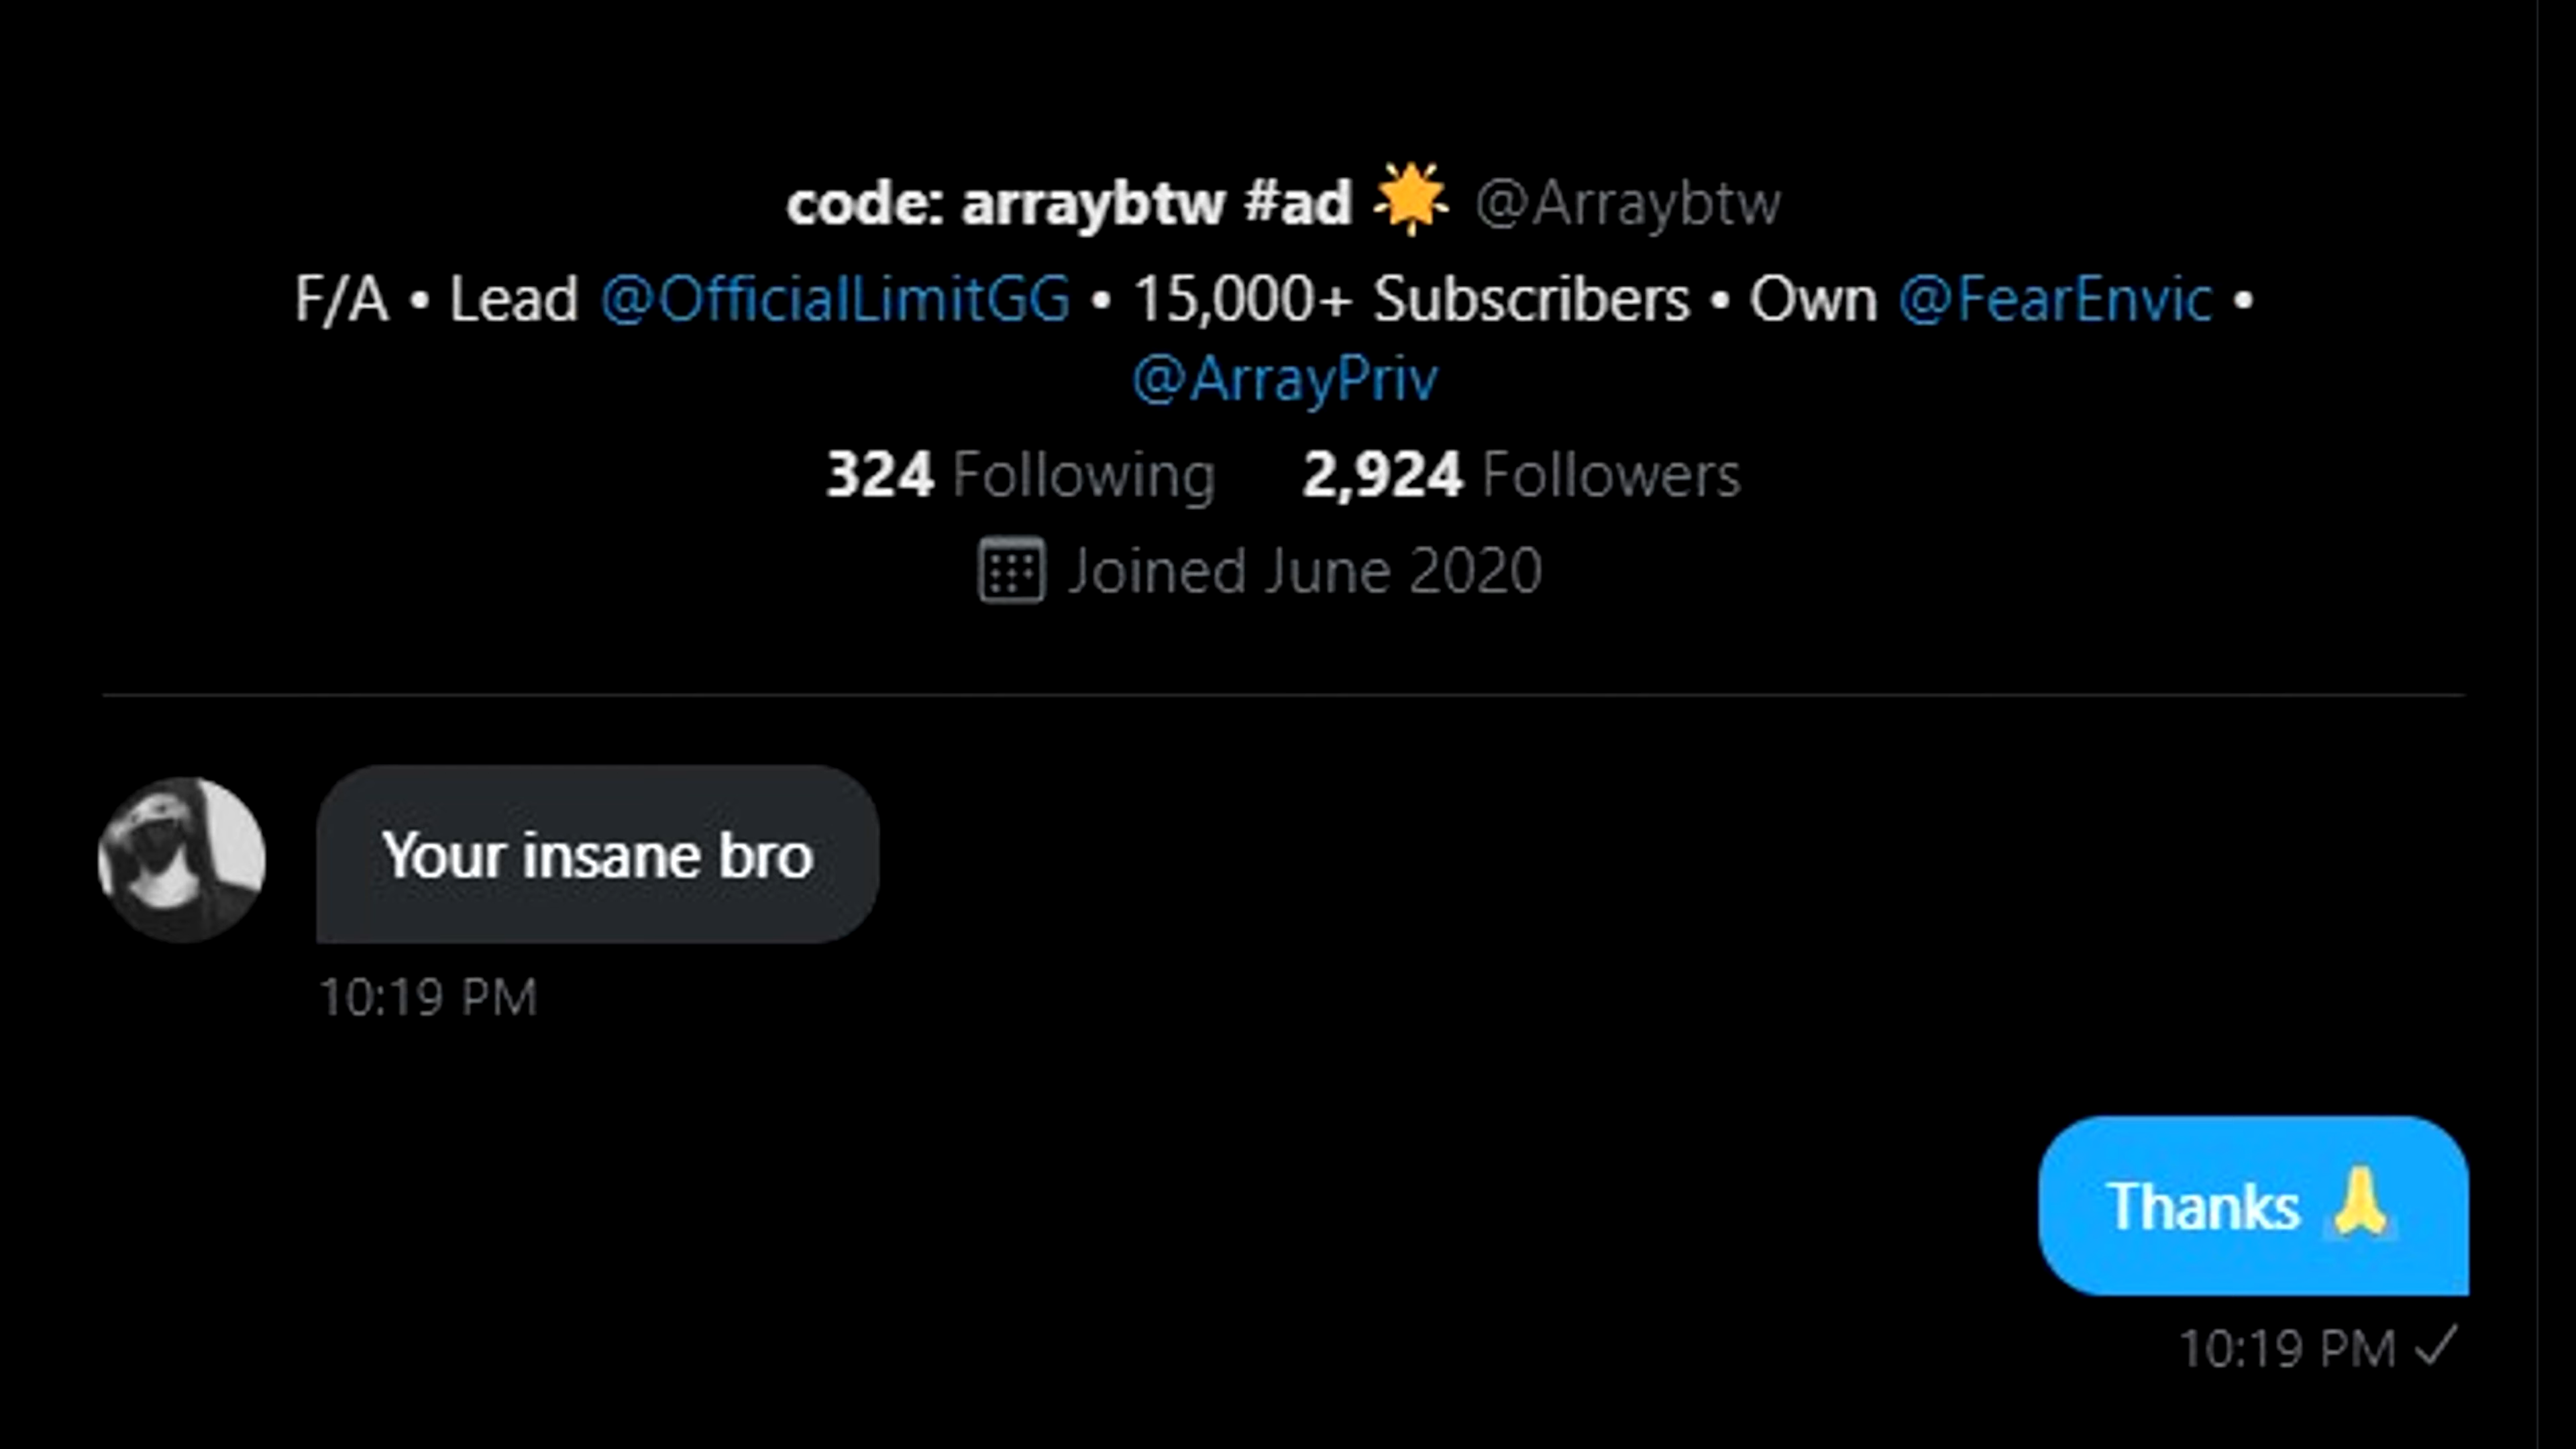 code: arraybtw #ad 🌟 @Arraybtw
F/A • Lead @OfficialLimitGG • 15,000+ Subscribers • Own @FearEnvic •
@ArrayPriv
324 Following 2,924 Followers
Joined June 2020
Your insane bro
10:19 PM
Thanks 🙏
10:19 PM ✓